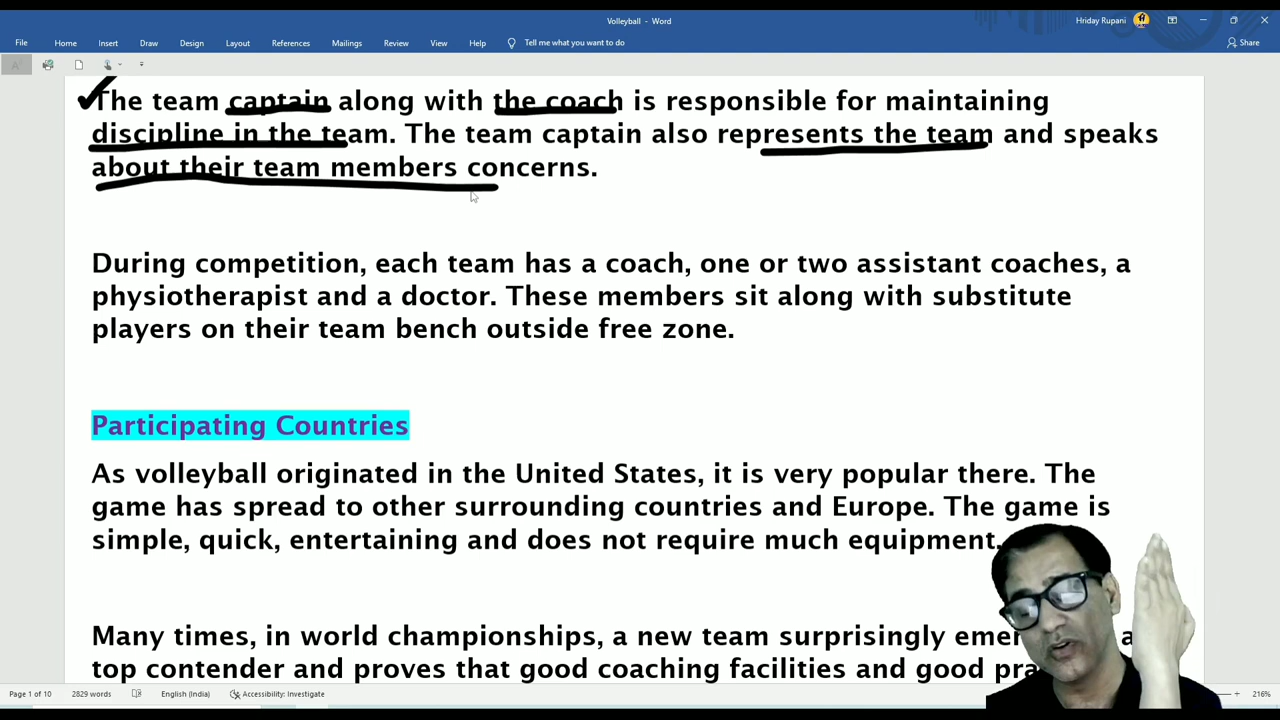 Volleyball - Word
Hriday Rupani
File Home Insert Draw Design Layout References Mailings Review View Help Tell me what you want to do Share
The team captain along with the coach is responsible for maintaining
discipline in the team. The team captain also represents the team and speaks
about their team members concerns.
During competition, each team has a coach, one or two assistant coaches, a
physiotherapist and a doctor. These members sit along with substitute
players on their team bench outside free zone.
Participating Countries
As volleyball originated in the United States, it is very popular there. The
game has spread to other surrounding countries and Europe. The game is
simple, quick, entertaining and does not require much equipment.
Many times, in world championships, a new team surprisingly a
top contender and proves that good coaching facilities and good
Page 1 of 10 2829 words English (India) Accessibility: Investigate 216%